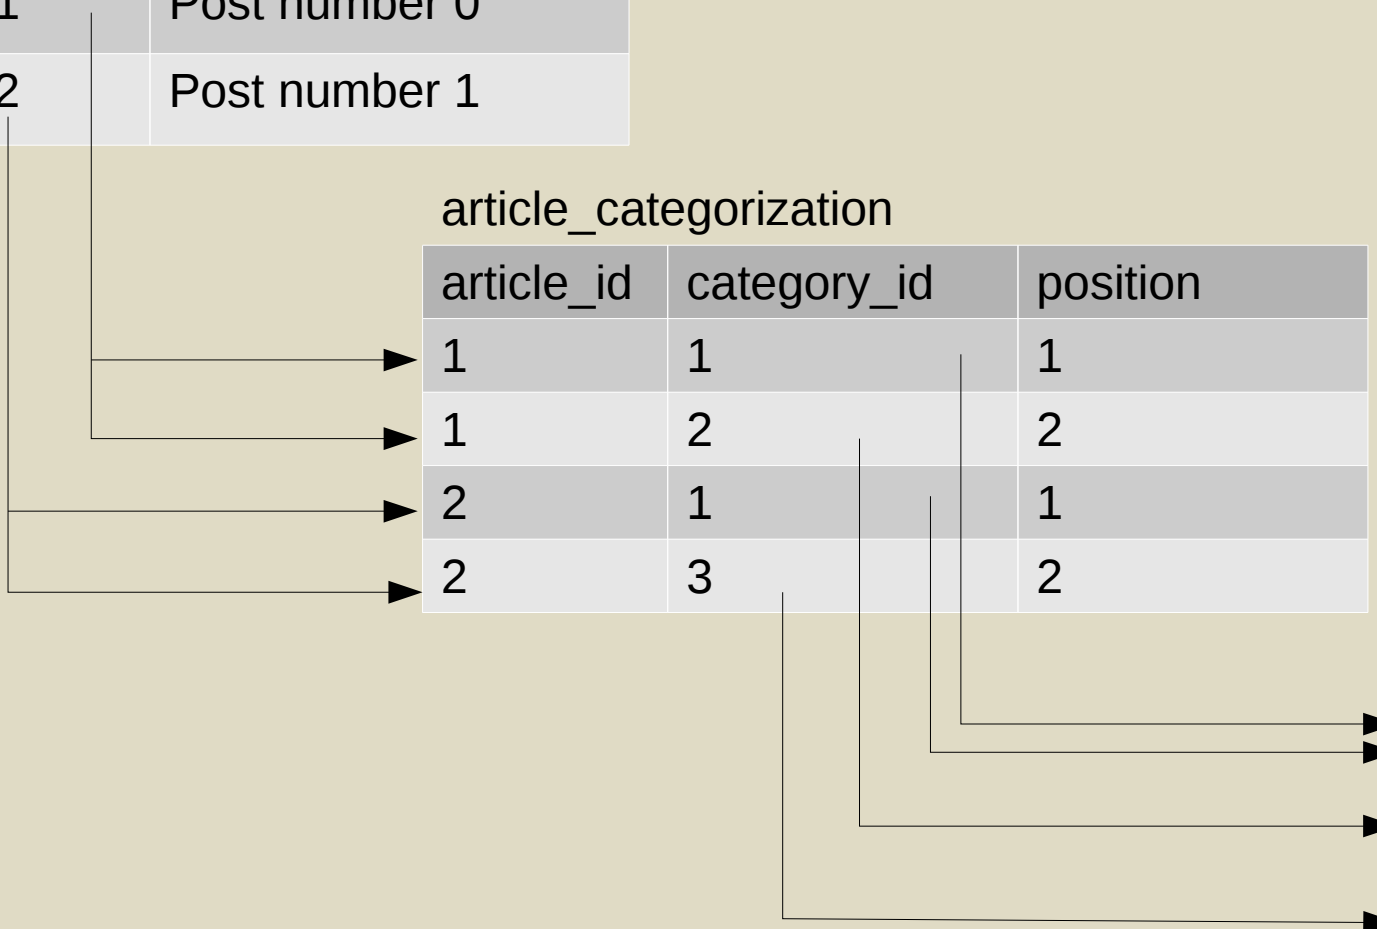 1 Post number 0
2 Post number 1
article_categorization
article_id category_id position
1 1 1
1 2 2
2 1 1
2 3 2